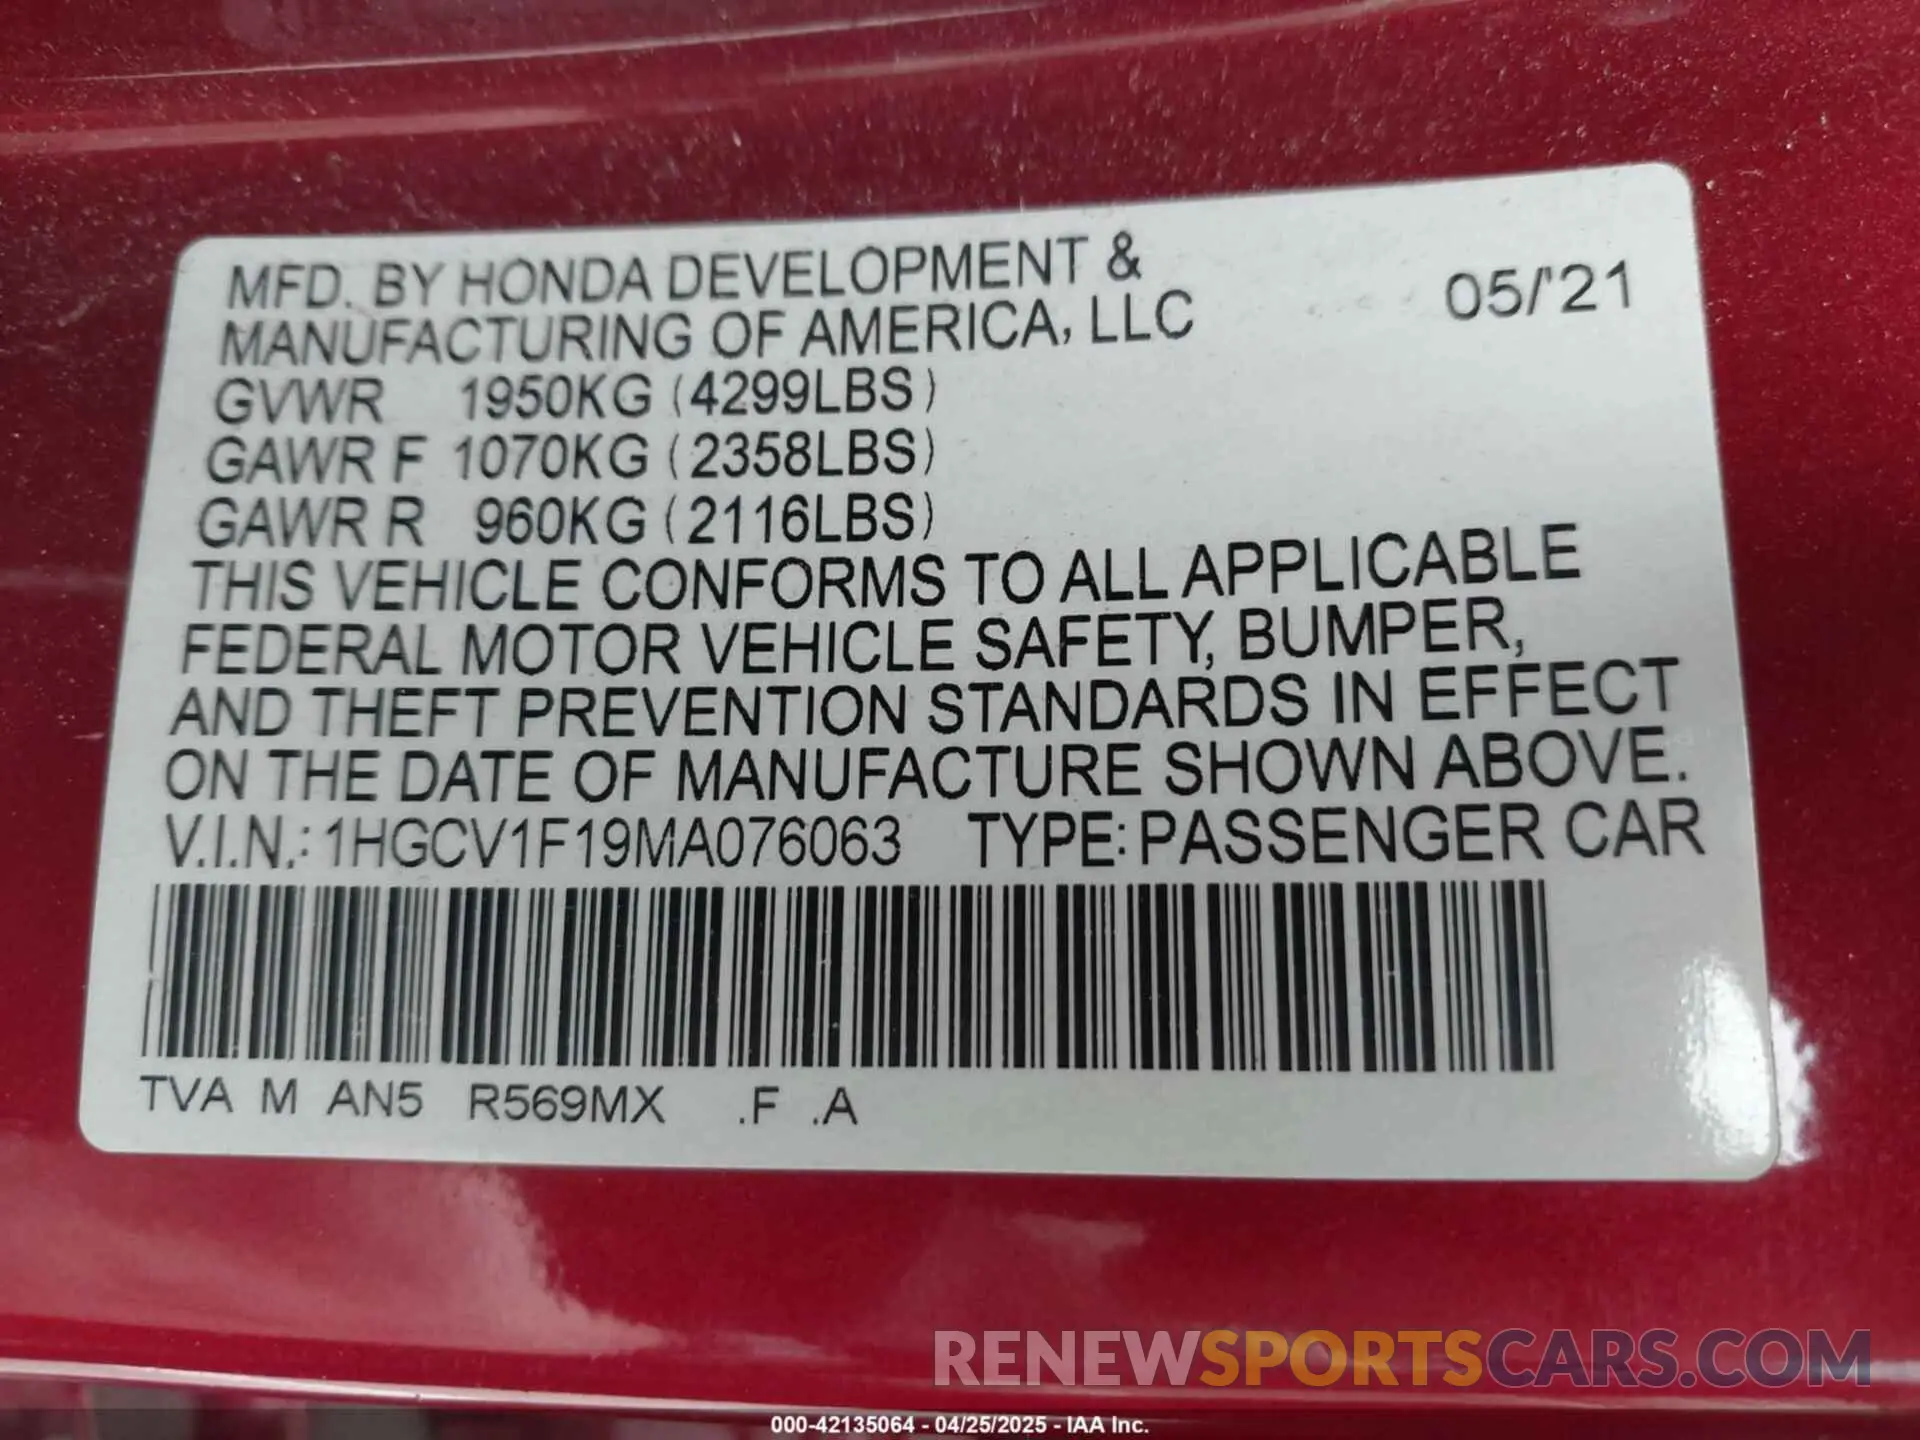 MFD. BY HONDA DEVELOPMENT &
MANUFACTURING OF AMERICA, LLC
05/'21
GVWR 1950KG (4299LBS)
GAWR F 1070KG (2358LBS)
GAWR R 960KG (2116LBS)
THIS VEHICLE CONFORMS TO ALL APPLICABLE
FEDERAL MOTOR VEHICLE SAFETY, BUMPER,
AND THEFT PREVENTION STANDARDS IN EFFECT
ON THE DATE OF MANUFACTURE SHOWN ABOVE.
V.I.N.: 1HGCV1F19MA076063 TYPE: PASSENGER CAR
TVA M AN5 R569MX .F .A
RENEWSPORTSCARS.COM
000-42135064 - 04/25/2025 - IAA Inc.